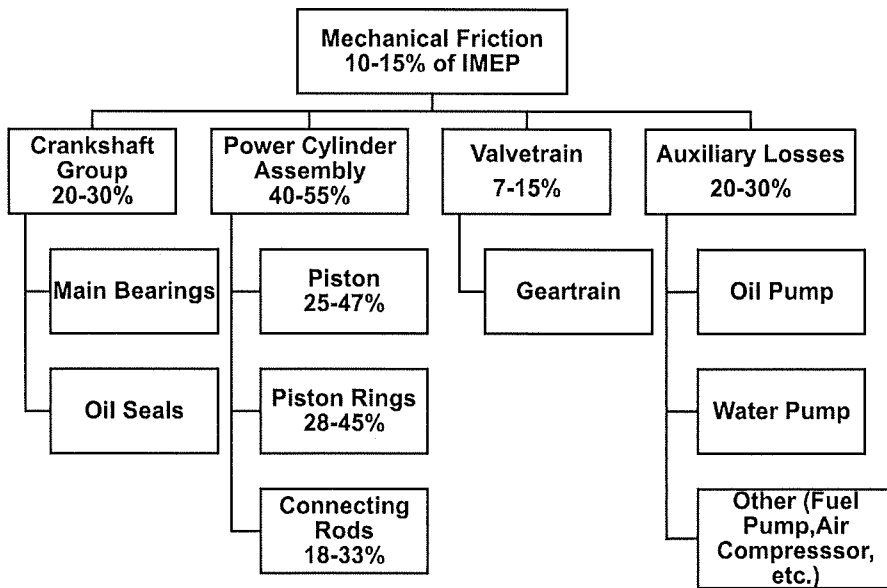 Mechanical Friction
10-15% of IMEP
Crankshaft
Group
20-30%
Power Cylinder
Assembly
40-55%
Valvetrain
7-15%
Auxiliary Losses
20-30%
Main Bearings
Piston
25-47%
Geartrain
Oil Pump
Oil Seals
Piston Rings
28-45%
Water Pump
Connecting
Rods
18-33%
Other (Fuel
Pump,Air
Compresssor,
etc.)